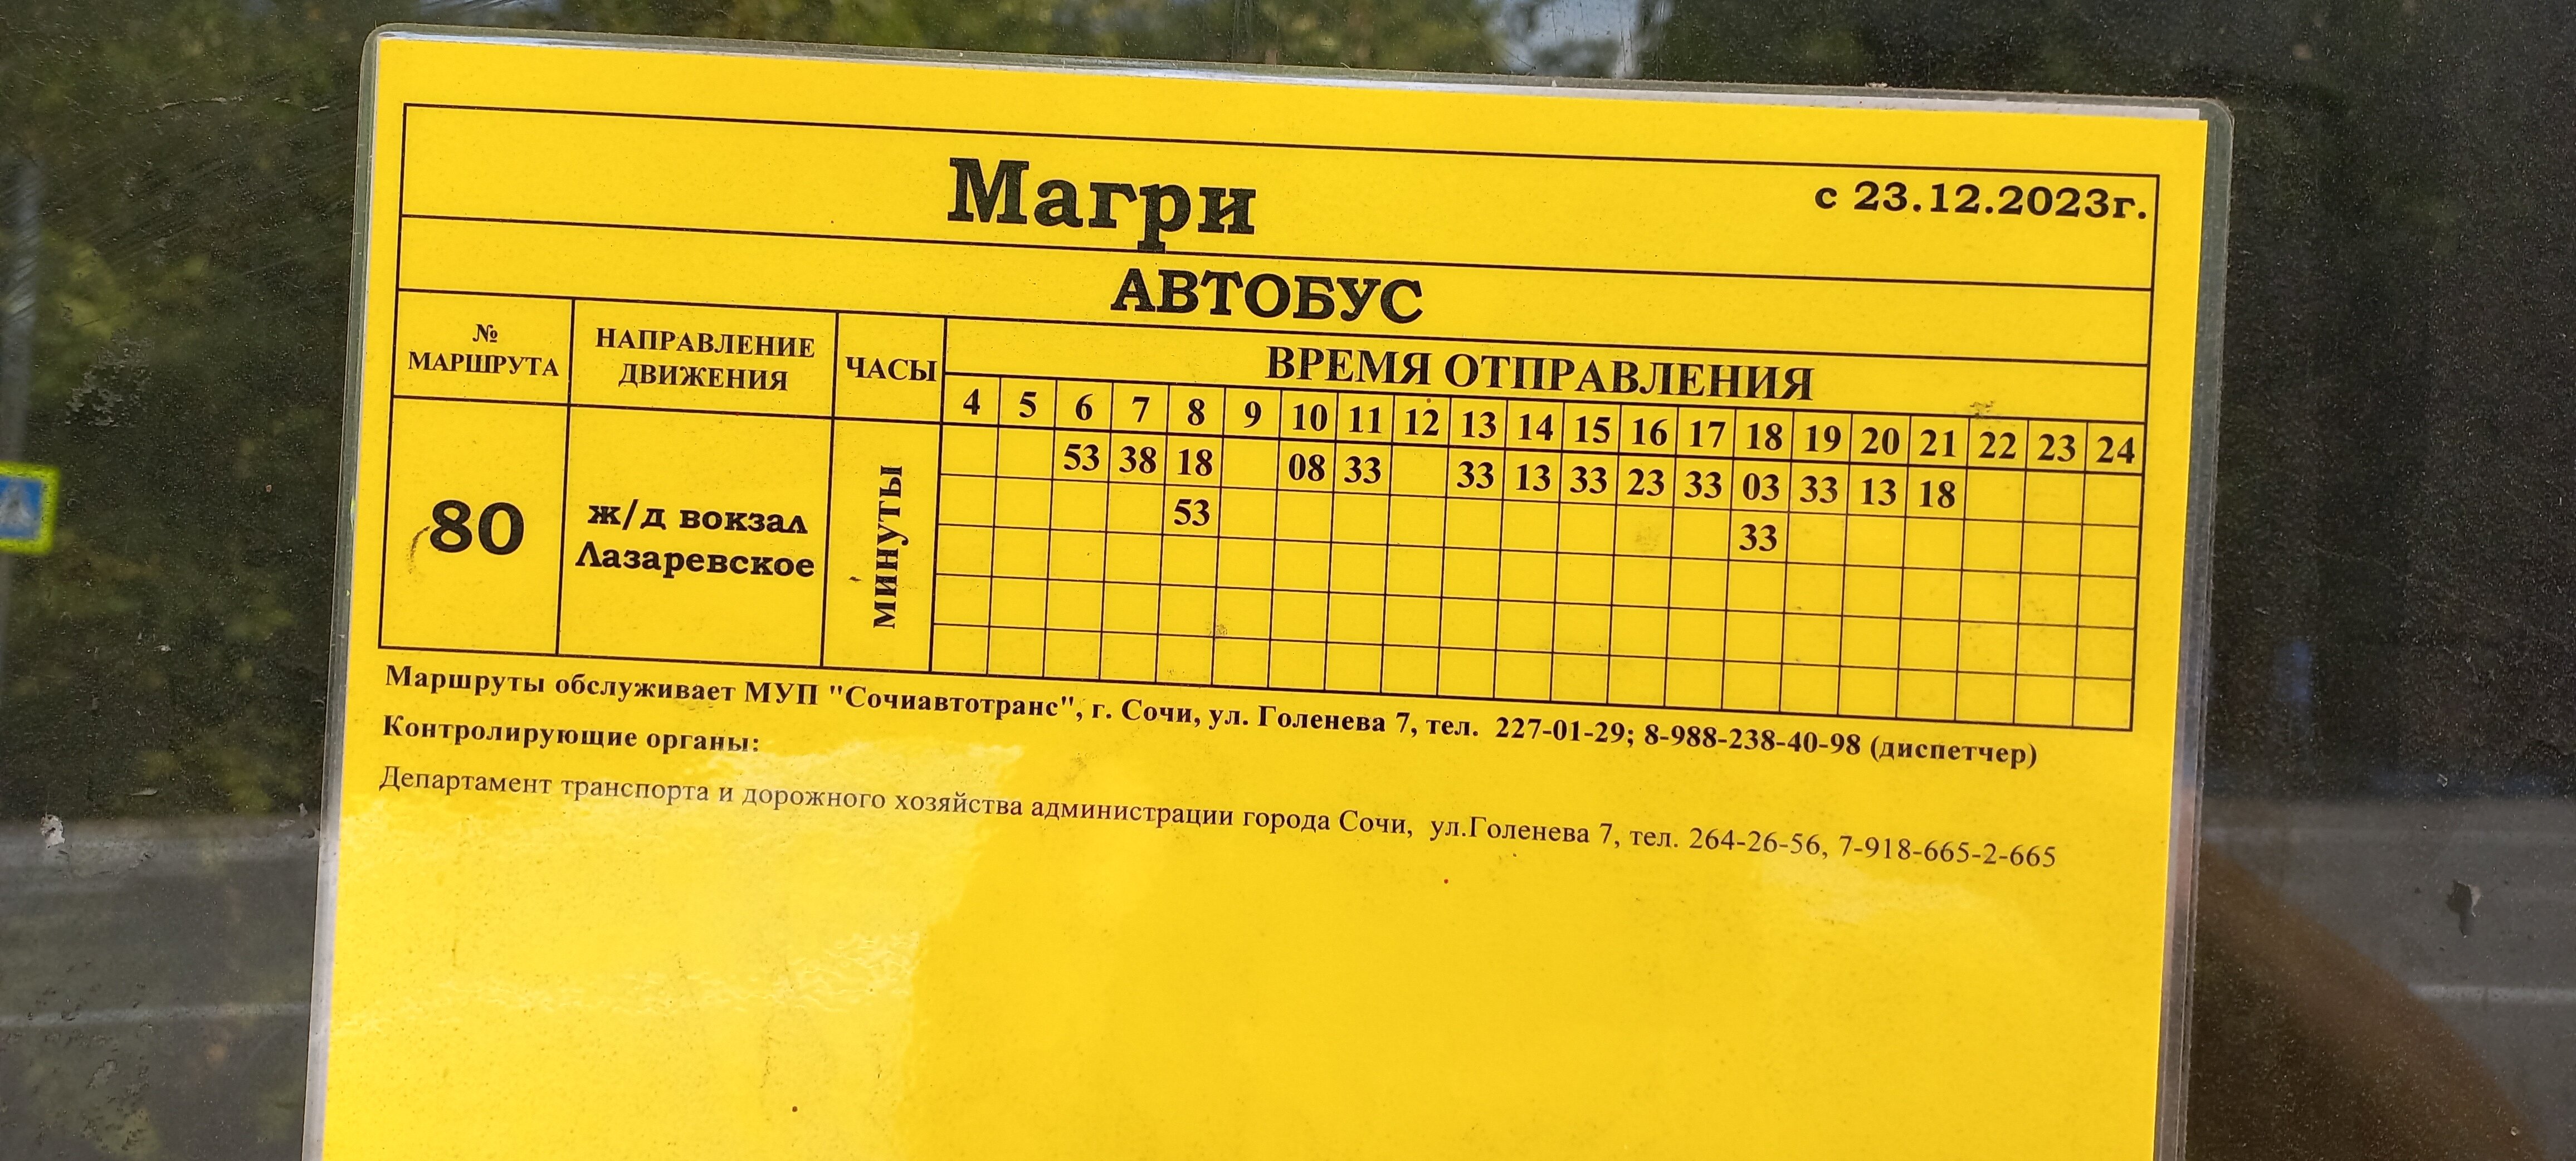 Магри
с 23.12.2023г.
АВТОБУС
№ МАРШРУТА
НАПРАВЛЕНИЕ ДВИЖЕНИЯ
ЧАСЫ
ВРЕМЯ ОТПРАВЛЕНИЯ
4 5 6 7 8 9 10 11 12 13 14 15 16 17 18 19 20 21 22 23 24
80
ж/д вокзал
Лазаревское
МИНУТЫ
53 38 18 08 33 33 13 33 23 33 03 33 13 18
53 33
Маршруты обслуживает МУП "Сочиавтотранс", г. Сочи, ул. Голенева 7, тел. 227-01-29; 8-988-238-40-98 (диспетчер)
Контролирующие органы:
Департамент транспорта и дорожного хозяйства администрации города Сочи, ул.Голенева 7, тел. 264-26-56, 7-918-665-2-665